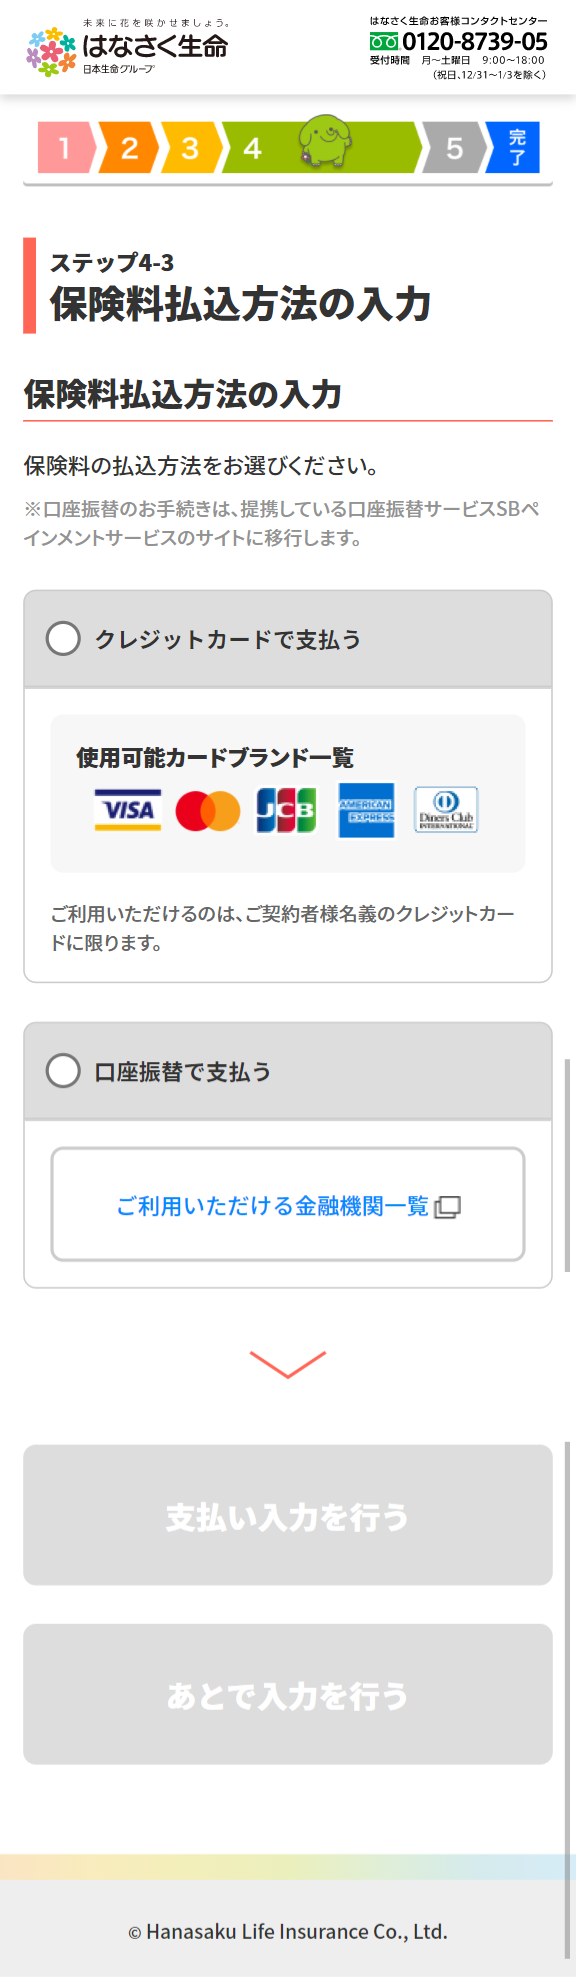 未来に花を咲かせましょう。
はなさく生命
日本生命グループ
はなさく生命お客様コンタクトセンター
0120-8739-05
受付時間 月〜土曜日 9:00〜18:00
（祝日、12/31〜1/3を除く）
1 2 3 4 5 完了
ステップ4-3
保険料払込方法の入力
保険料払込方法の入力
保険料の払込方法をお選びください。
※口座振替のお手続きは、提携している口座振替サービスSBペ
インメントサービスのサイトに移行します。
クレジットカードで支払う
使用可能カードブランド一覧
VISA JCB AMERICAN EXPRESS Diners Club INTERNATIONAL
ご利用いただけるのは、ご契約者様名義のクレジットカー
ドに限ります。
口座振替で支払う
ご利用いただける金融機関一覧
支払い入力を行う
あとで入力を行う
© Hanasaku Life Insurance Co., Ltd.